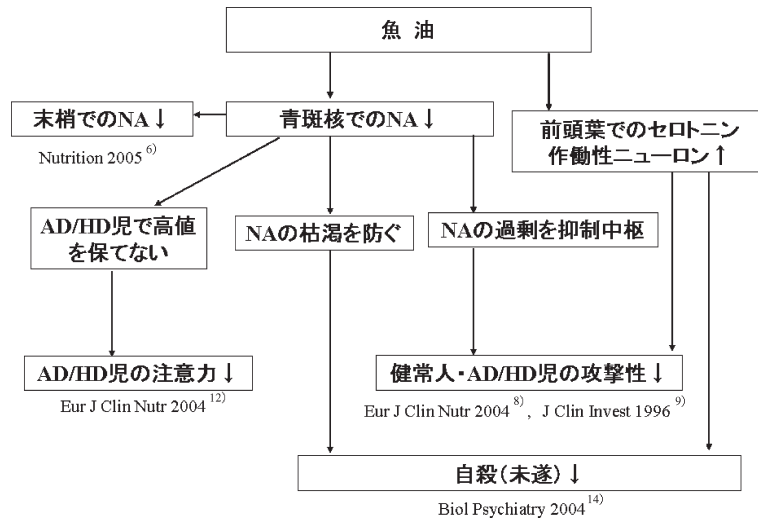 魚 油
末梢でのNA↓
青斑核でのNA↓
前頭葉でのセロトニン
作働性ニューロン↑
Nutrition 2005 6)
AD/HD児で高値
を保てない
NAの枯渇を防ぐ
NAの過剰を抑制中枢
AD/HD児の注意力↓
健常人・AD/HD児の攻撃性↓
Eur J Clin Nutr 2004 12)
Eur J Clin Nutr 2004 8) , J Clin Invest 1996 9)
自殺(未遂)↓
Biol Psychiatry 2004 14)